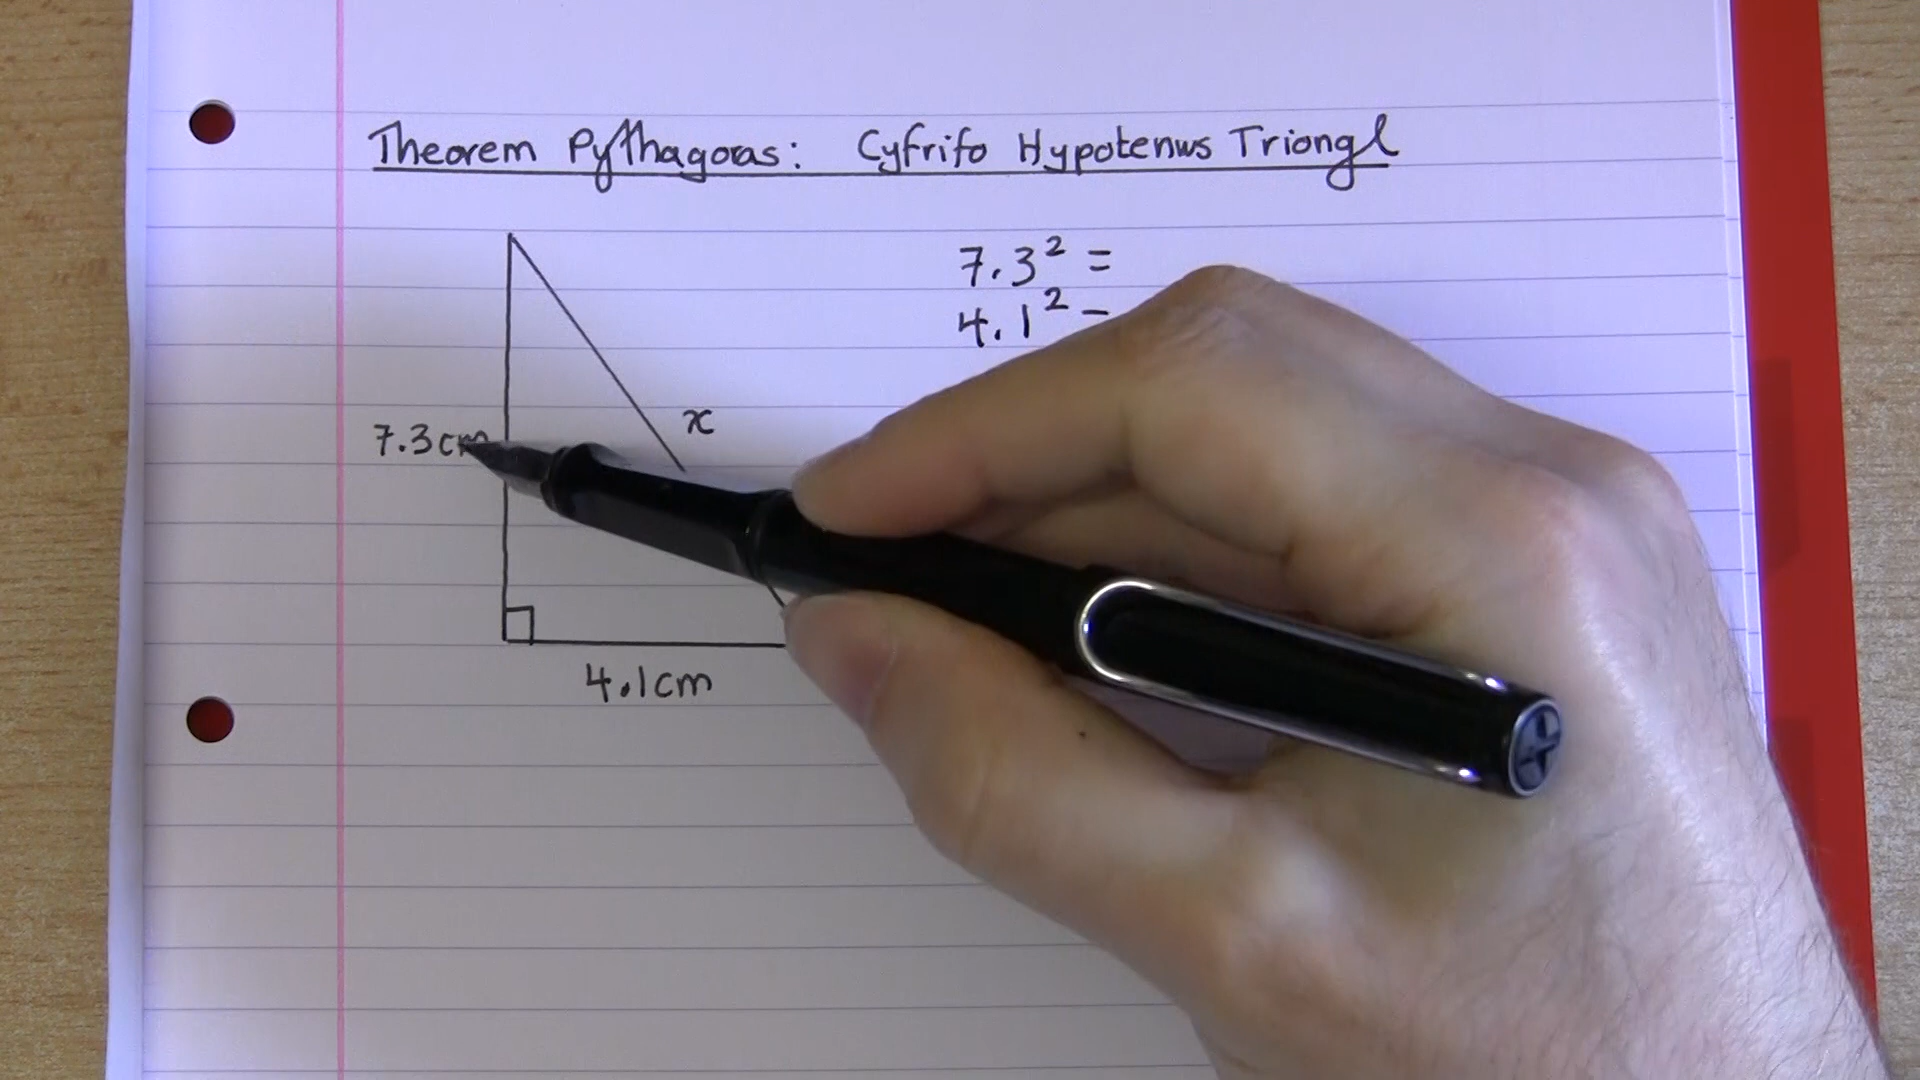 Theorem Pythagoras: Cyfrifo Hypotenws Triongl
7.3² =
4.1² =
x
7.3cm
4.1cm